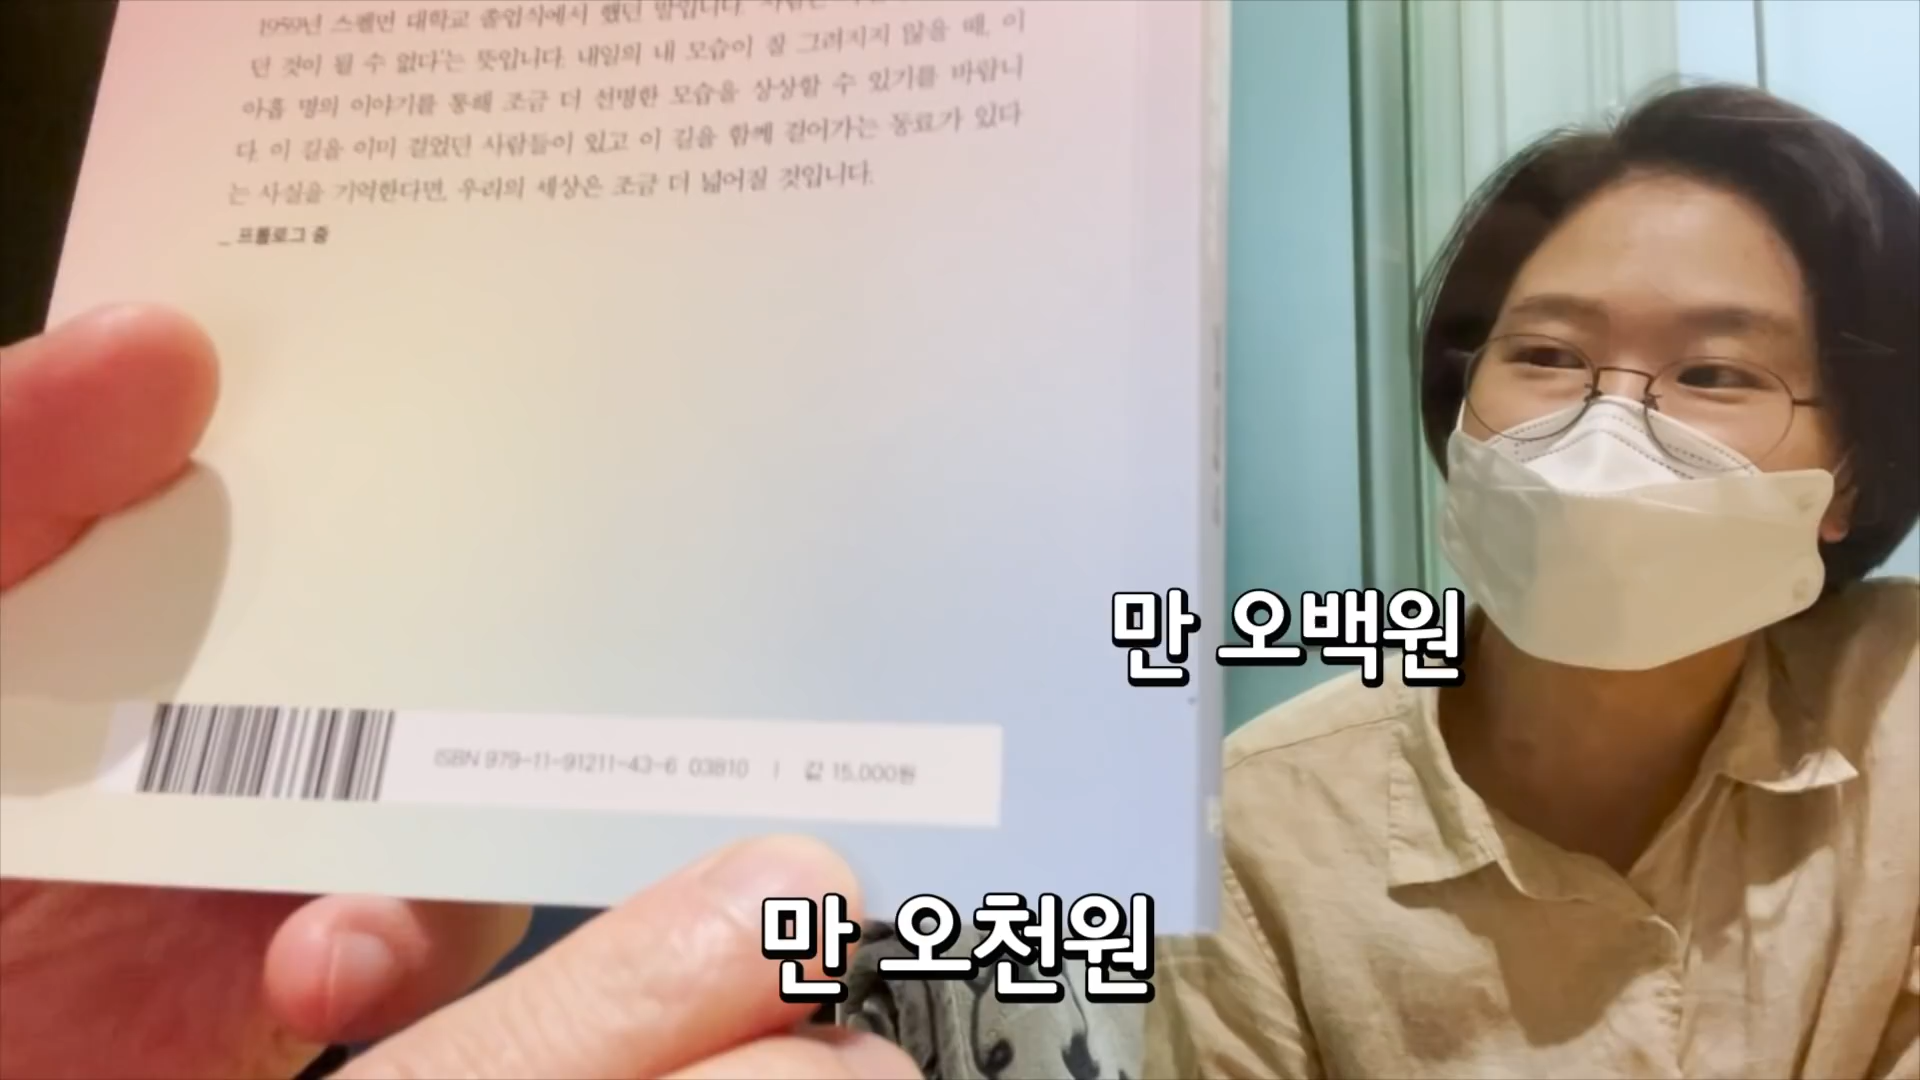 1959년 스펠먼 대학교 졸업식에서 했던 말입니다.
던 것이 될 수 없다'는 뜻입니다. 내일의 내 모습이 잘 그려지지 않을 때, 이
아홉 명의 이야기를 통해 조금 더 선명한 모습을 상상할 수 있기를 바랍니
다. 이 길을 이미 걸었던 사람들이 있고 이 길을 함께 걸어가는 동료가 있다
는 사실을 기억한다면, 우리의 세상은 조금 더 넓어질 것입니다.
_ 프롤로그 중
만 오백원
ISBN 979-11-91211-43-6 03810 | 값 15,000원
만 오천원